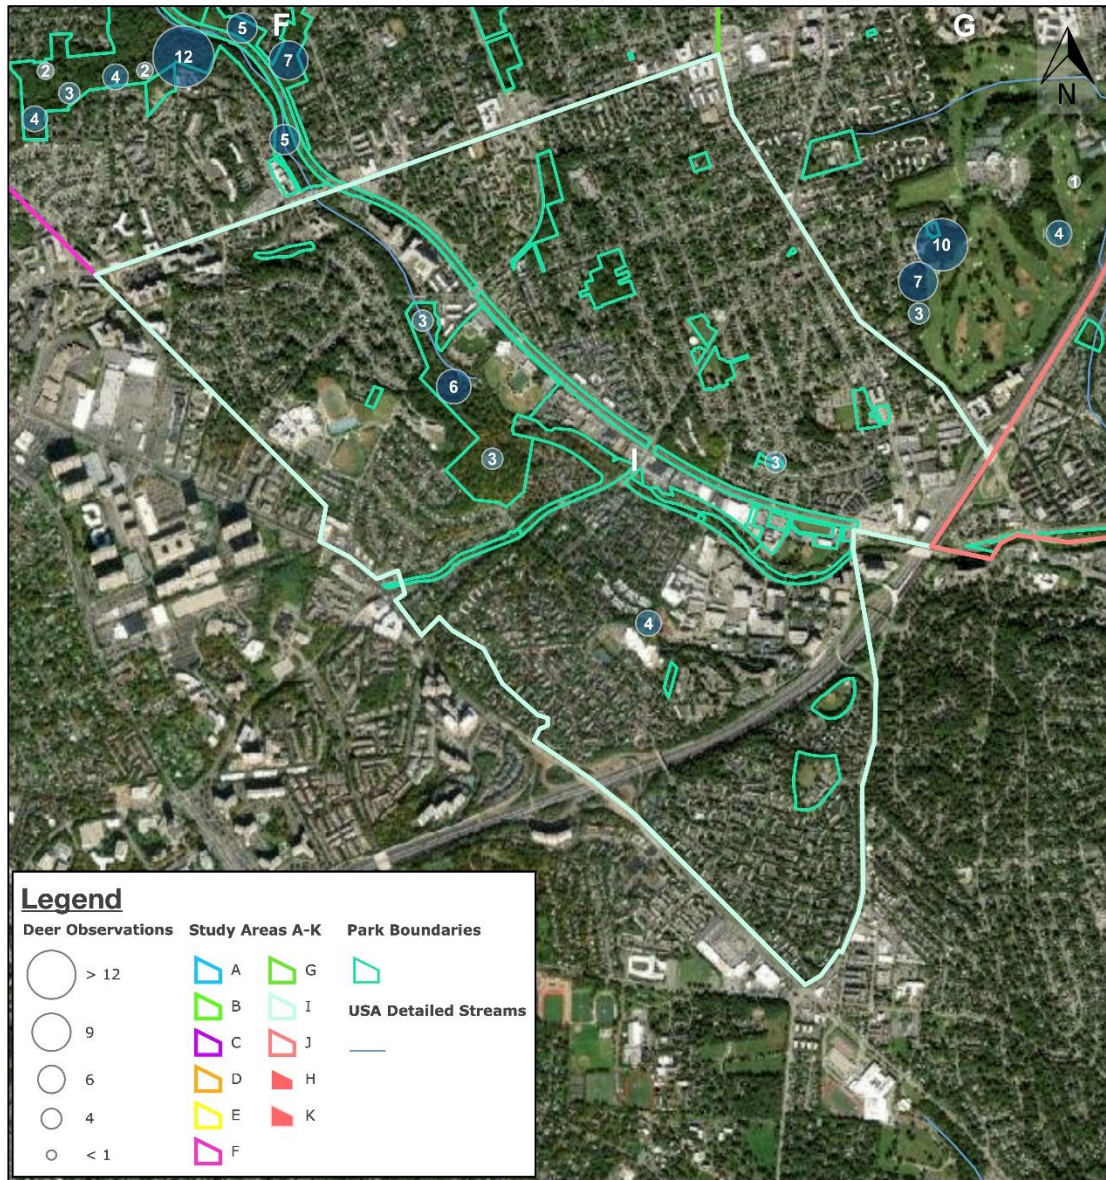 F
G
5
7
12
2
4
2
3
4
5
N
1
4
10
7
3
3
6
3
I
3
4
Legend
Deer Observations
Study Areas A-K
Park Boundaries
> 12
A
G
9
B
I
USA Detailed Streams
C
J
6
D
H
4
E
K
< 1
F